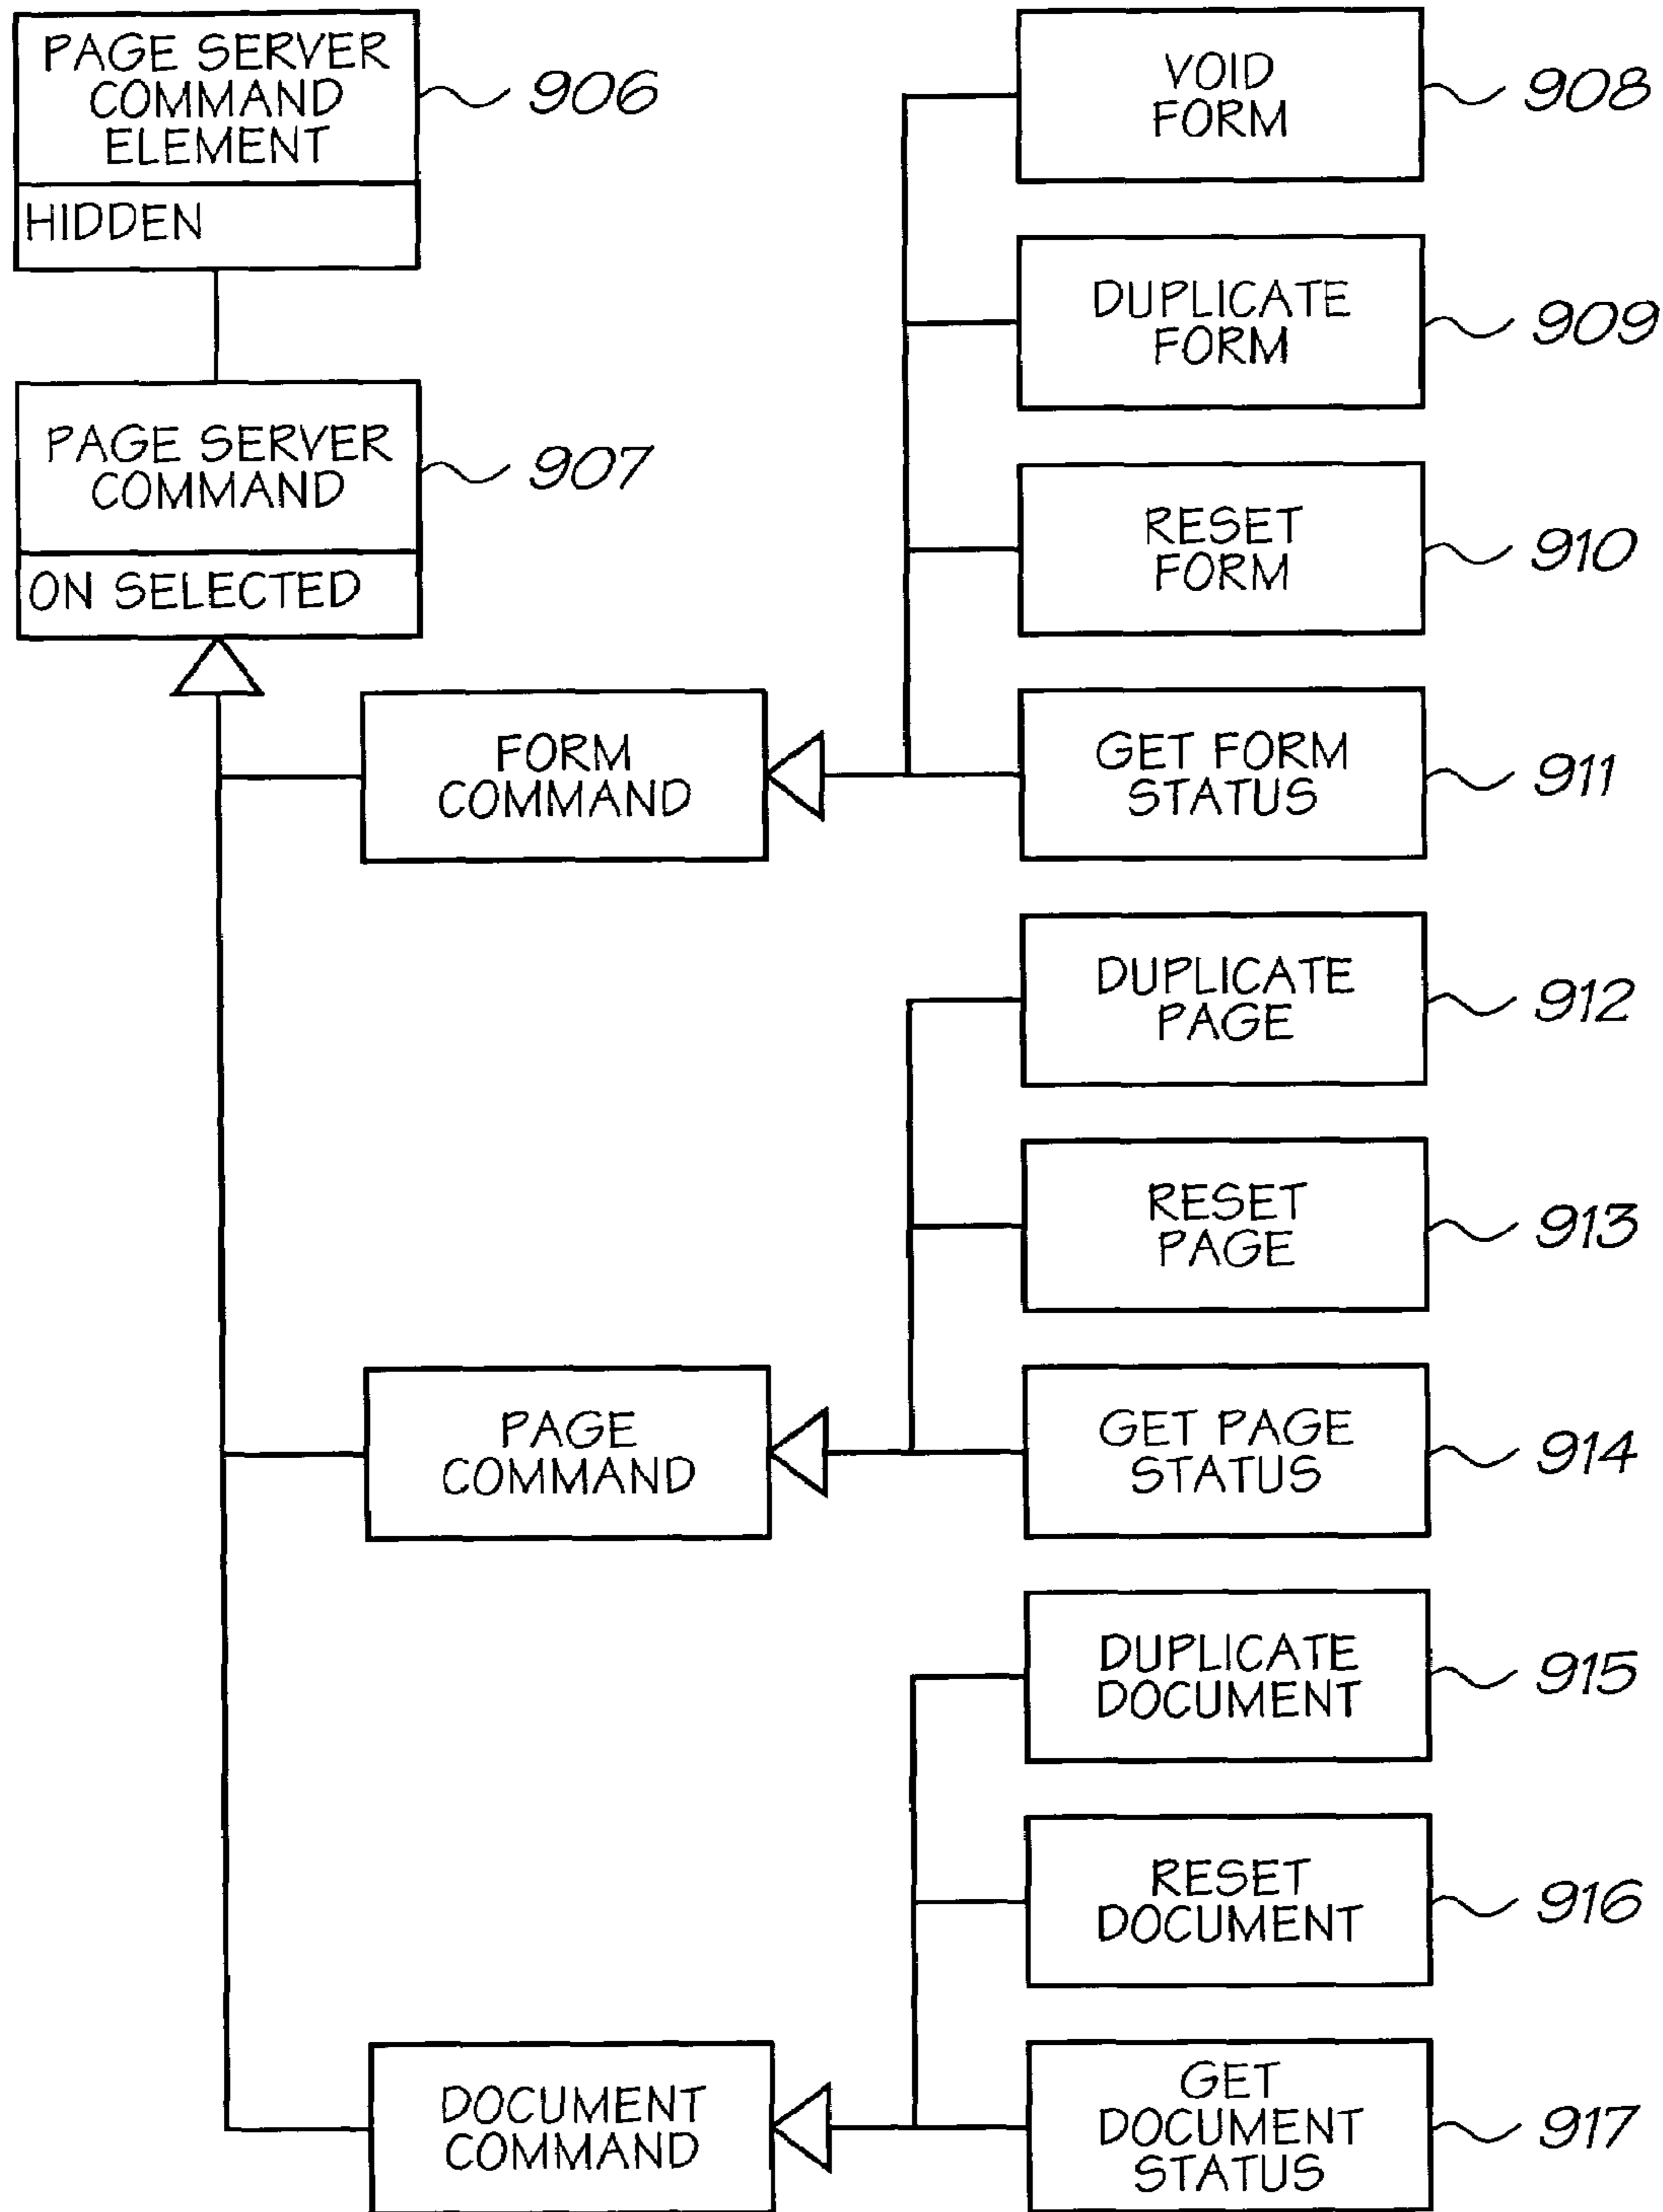 PAGE SERVER
COMMAND
ELEMENT
906
HIDDEN
PAGE SERVER
COMMAND
907
ON SELECTED
FORM
COMMAND
VOID
FORM
908
DUPLICATE
FORM
909
RESET
FORM
910
GET FORM
STATUS
911
PAGE
COMMAND
DUPLICATE
PAGE
912
RESET
PAGE
913
GET PAGE
STATUS
914
DOCUMENT
COMMAND
DUPLICATE
DOCUMENT
915
RESET
DOCUMENT
916
GET
DOCUMENT
STATUS
917